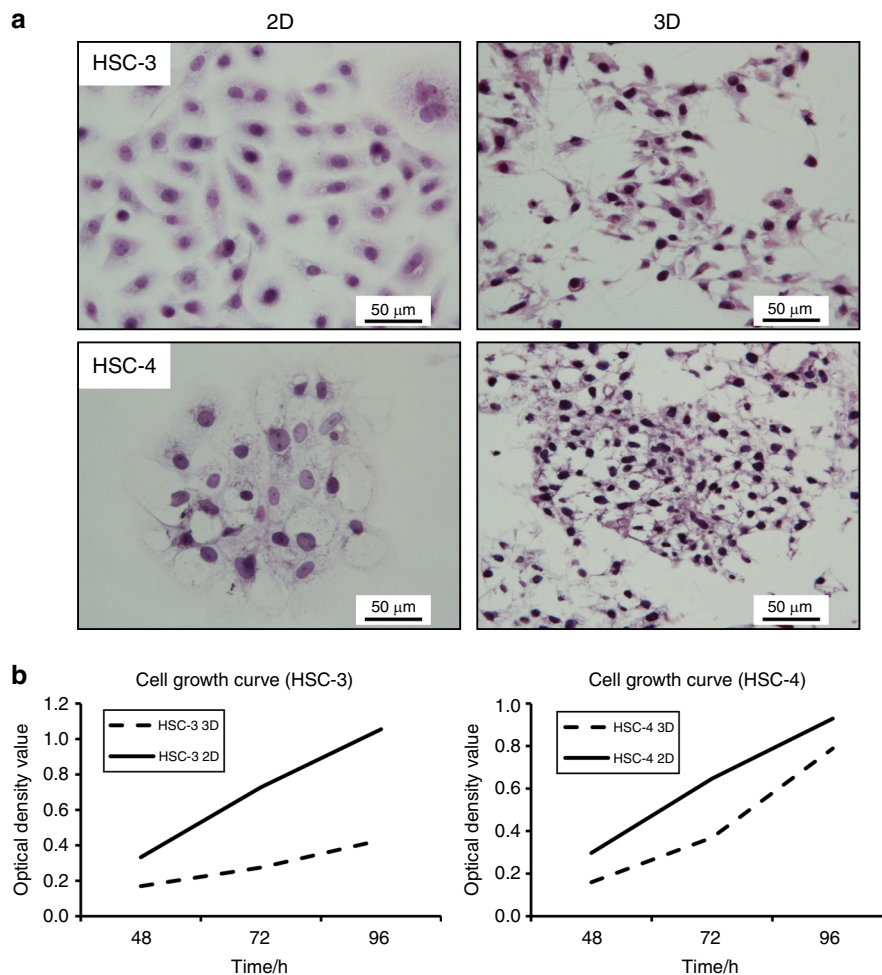 a
2D
3D
HSC-3
50 μm
50 μm
HSC-4
50 μm
50 μm
b
Cell growth curve (HSC-3)
Optical density value
1.2
1.0
0.8
0.6
0.4
0.2
0.0
HSC-3 3D
HSC-3 2D
48 72 96
Time/h
Cell growth curve (HSC-4)
Optical density value
1.0
0.8
0.6
0.4
0.2
0.0
HSC-4 3D
HSC-4 2D
48 72 96
Time/h